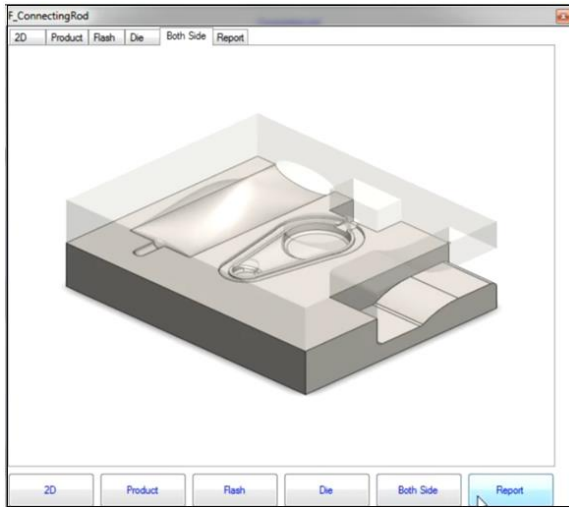 F_ConnectingRod
2D Product Flash Die Both Side Report
2D Product Flash Die Both Side Report